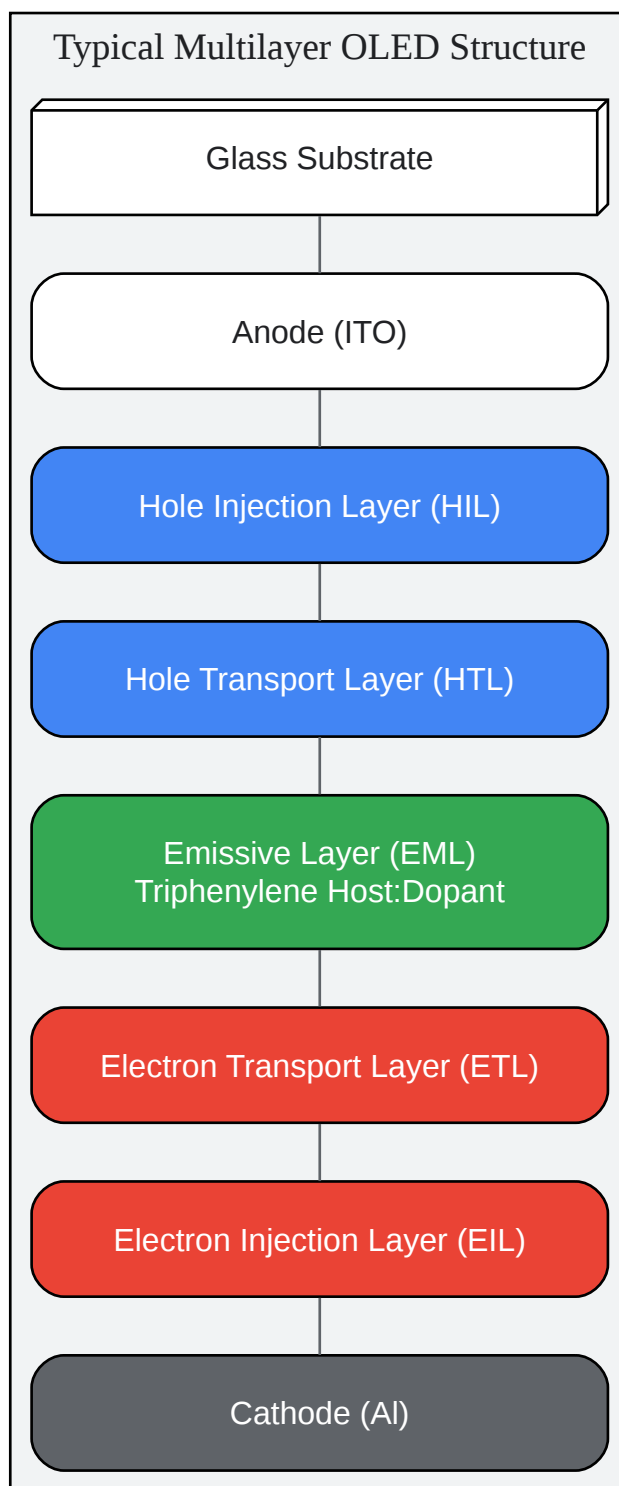 Typical Multilayer OLED Structure
Glass Substrate
Anode (ITO)
Hole Injection Layer (HIL)
Hole Transport Layer (HTL)
Emissive Layer (EML)
Triphenylene Host:Dopant
Electron Transport Layer (ETL)
Electron Injection Layer (EIL)
Cathode (Al)